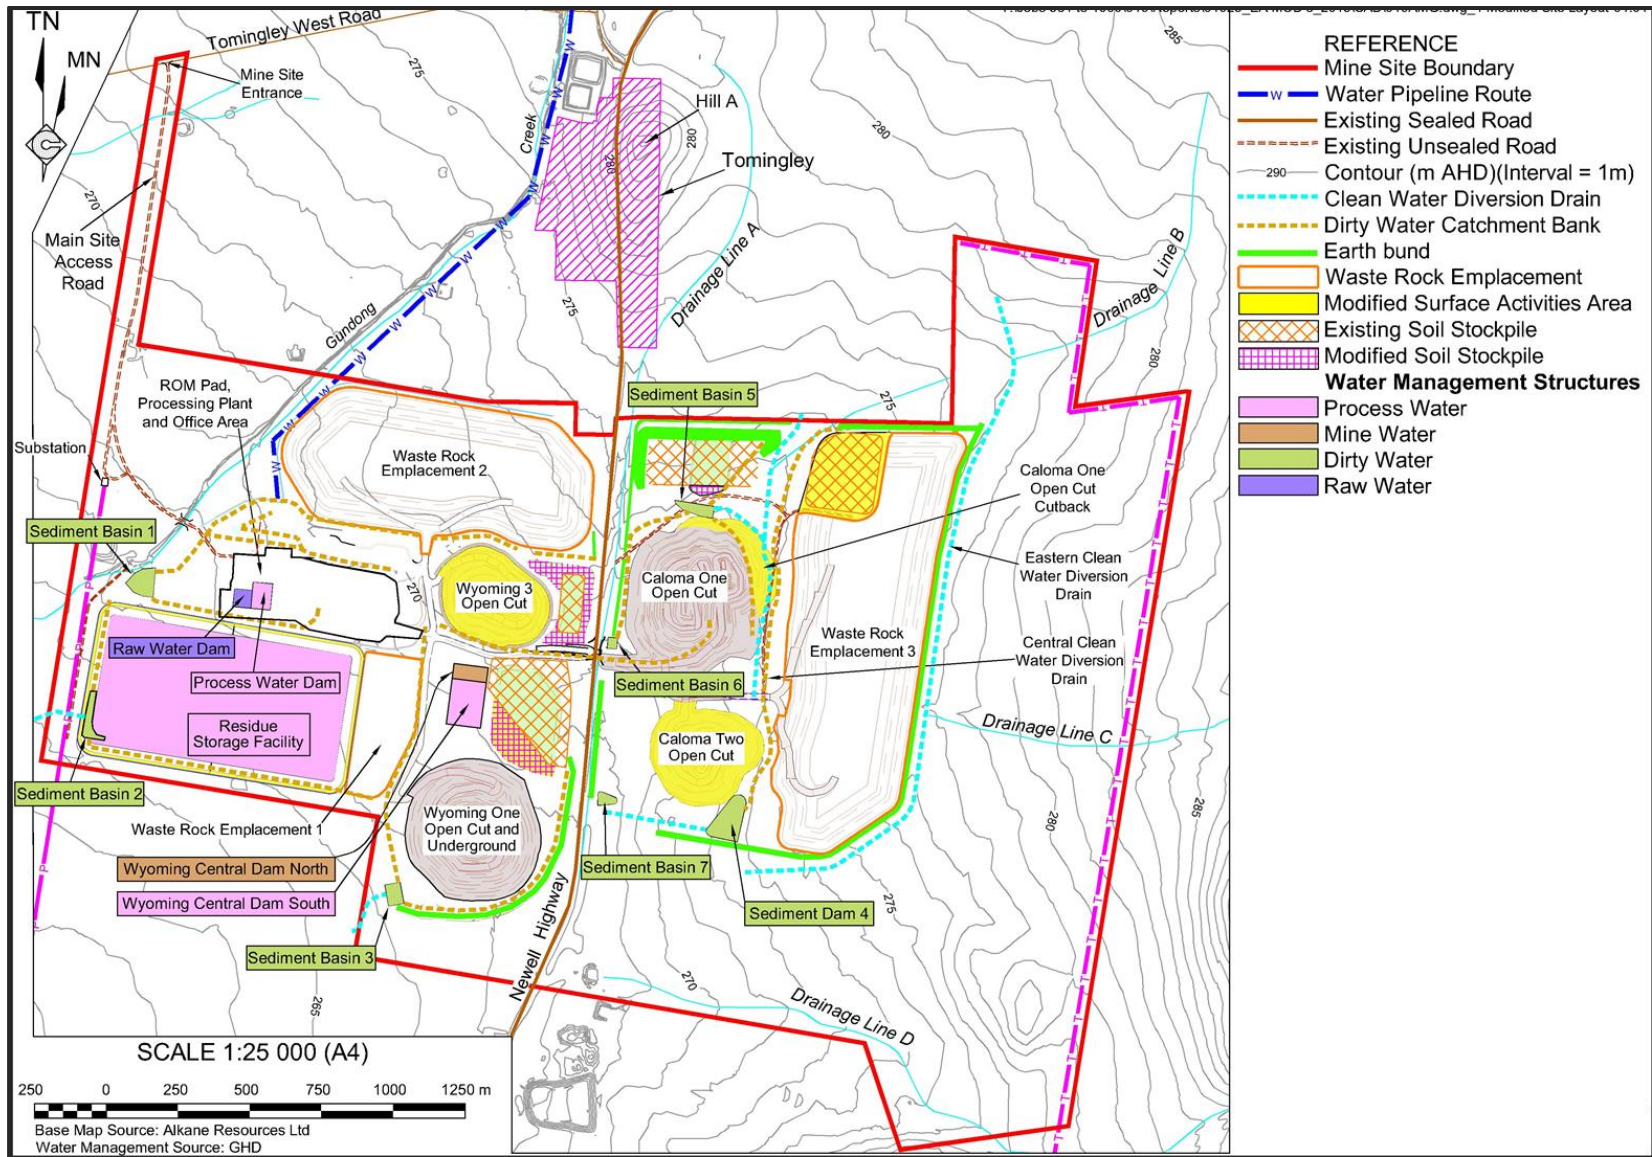 TN
MN
Tomingley West Road
Mine Site
Entrance
275
285
Creek
Hill A
280
280
280
Tomingley
270
Main Site
Access
Road
Gundong
275
Drainage Line A
Drainage Line B
280
ROM Pad,
Processing Plant
and Office Area
Sediment Basin 5
275
Substation
Waste Rock
Emplacement 2
Caloma One
Open Cut
Cutback
Sediment Basin 1
Eastern Clean
Water Diversion
Drain
270
Wyoming 3
Open Cut
Caloma One
Open Cut
Waste Rock
Emplacement 3
Central Clean
Water Diversion
Drain
Raw Water Dam
Process Water Dam
Sediment Basin 6
Residue
Storage Facility
Drainage Line C
Caloma Two
Open Cut
Sediment Basin 2
Waste Rock Emplacement 1
Wyoming One
Open Cut and
Underground
280
285
Wyoming Central Dam North
Sediment Basin 7
Wyoming Central Dam South
Sediment Dam 4
275
Sediment Basin 3
Newell Highway
265
270
Drainage Line D
SCALE 1:25 000 (A4)
250 0 250 500 750 1000 1250 m
Base Map Source: Alkane Resources Ltd
Water Management Source: GHD
REFERENCE
Mine Site Boundary
W Water Pipeline Route
Existing Sealed Road
Existing Unsealed Road
290 Contour (m AHD)(Interval = 1m)
Clean Water Diversion Drain
Dirty Water Catchment Bank
Earth bund
Waste Rock Emplacement
Modified Surface Activities Area
Existing Soil Stockpile
Modified Soil Stockpile
Water Management Structures
Process Water
Mine Water
Dirty Water
Raw Water